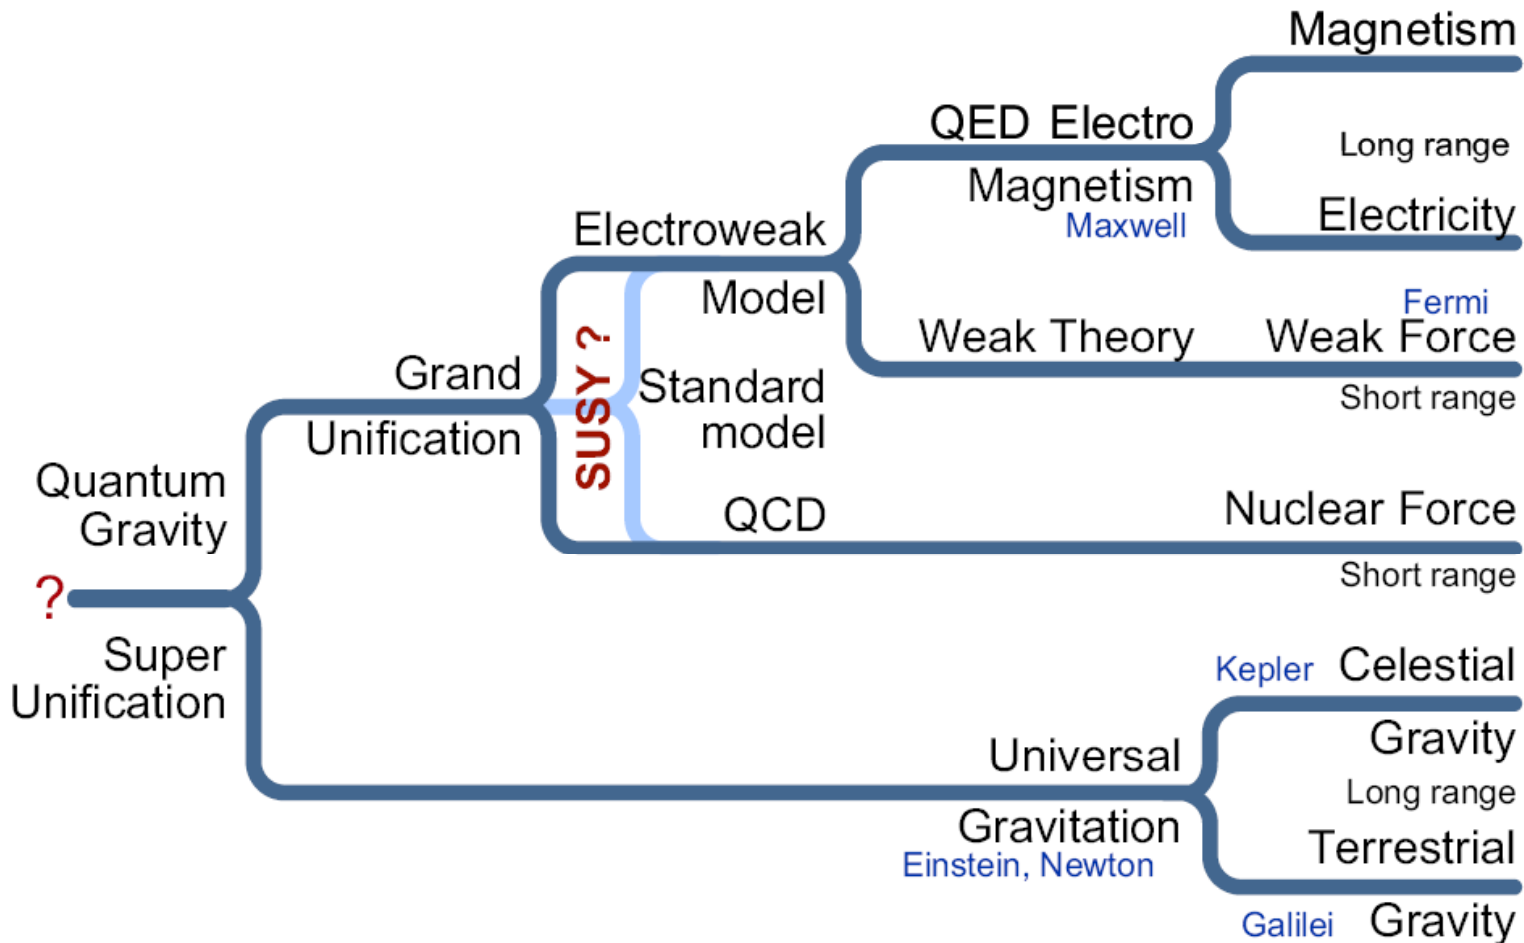 Magnetism
QED Electro
Long range
Magnetism
Maxwell
Electricity
Electroweak
Model
Fermi
Weak Theory
Weak Force
Short range
Grand
Unification
SUSY ?
Standard
model
QCD
Nuclear Force
Short range
Quantum
Gravity
?
Super
Unification
Kepler
Celestial
Gravity
Universal
Gravitation
Einstein, Newton
Long range
Terrestrial
Galilei
Gravity